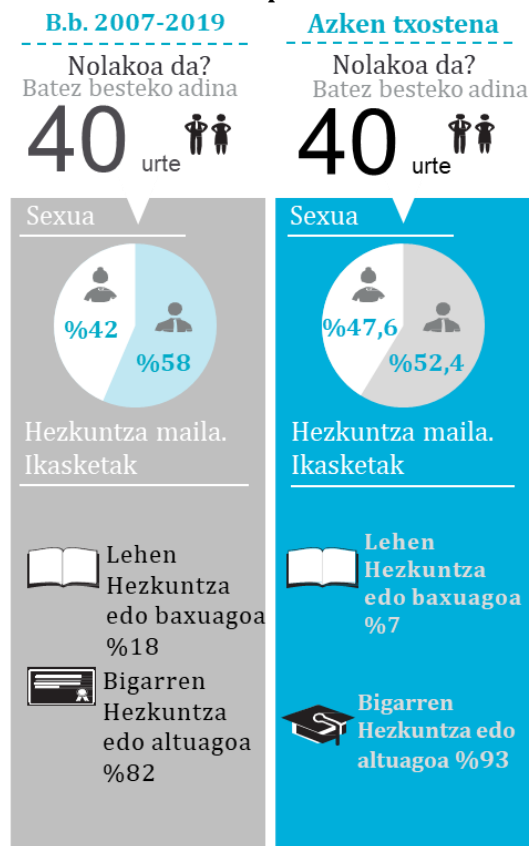 B.b. 2007-2019
Nolakoa da?
Batez besteko adina
40 urte
Sexua
%42
%58
Hezkuntza maila.
Ikasketak
Lehen
Hezkuntza
edo baxuagoa
%18
Bigarren
Hezkuntza
edo altuagoa
%82
Azken txostena
Nolakoa da?
Batez besteko adina
40 urte
Sexua
%47,6
%52,4
Hezkuntza maila.
Ikasketak
Lehen
Hezkuntza
edo baxuagoa
%7
Bigarren
Hezkuntza edo
altuagoa %93